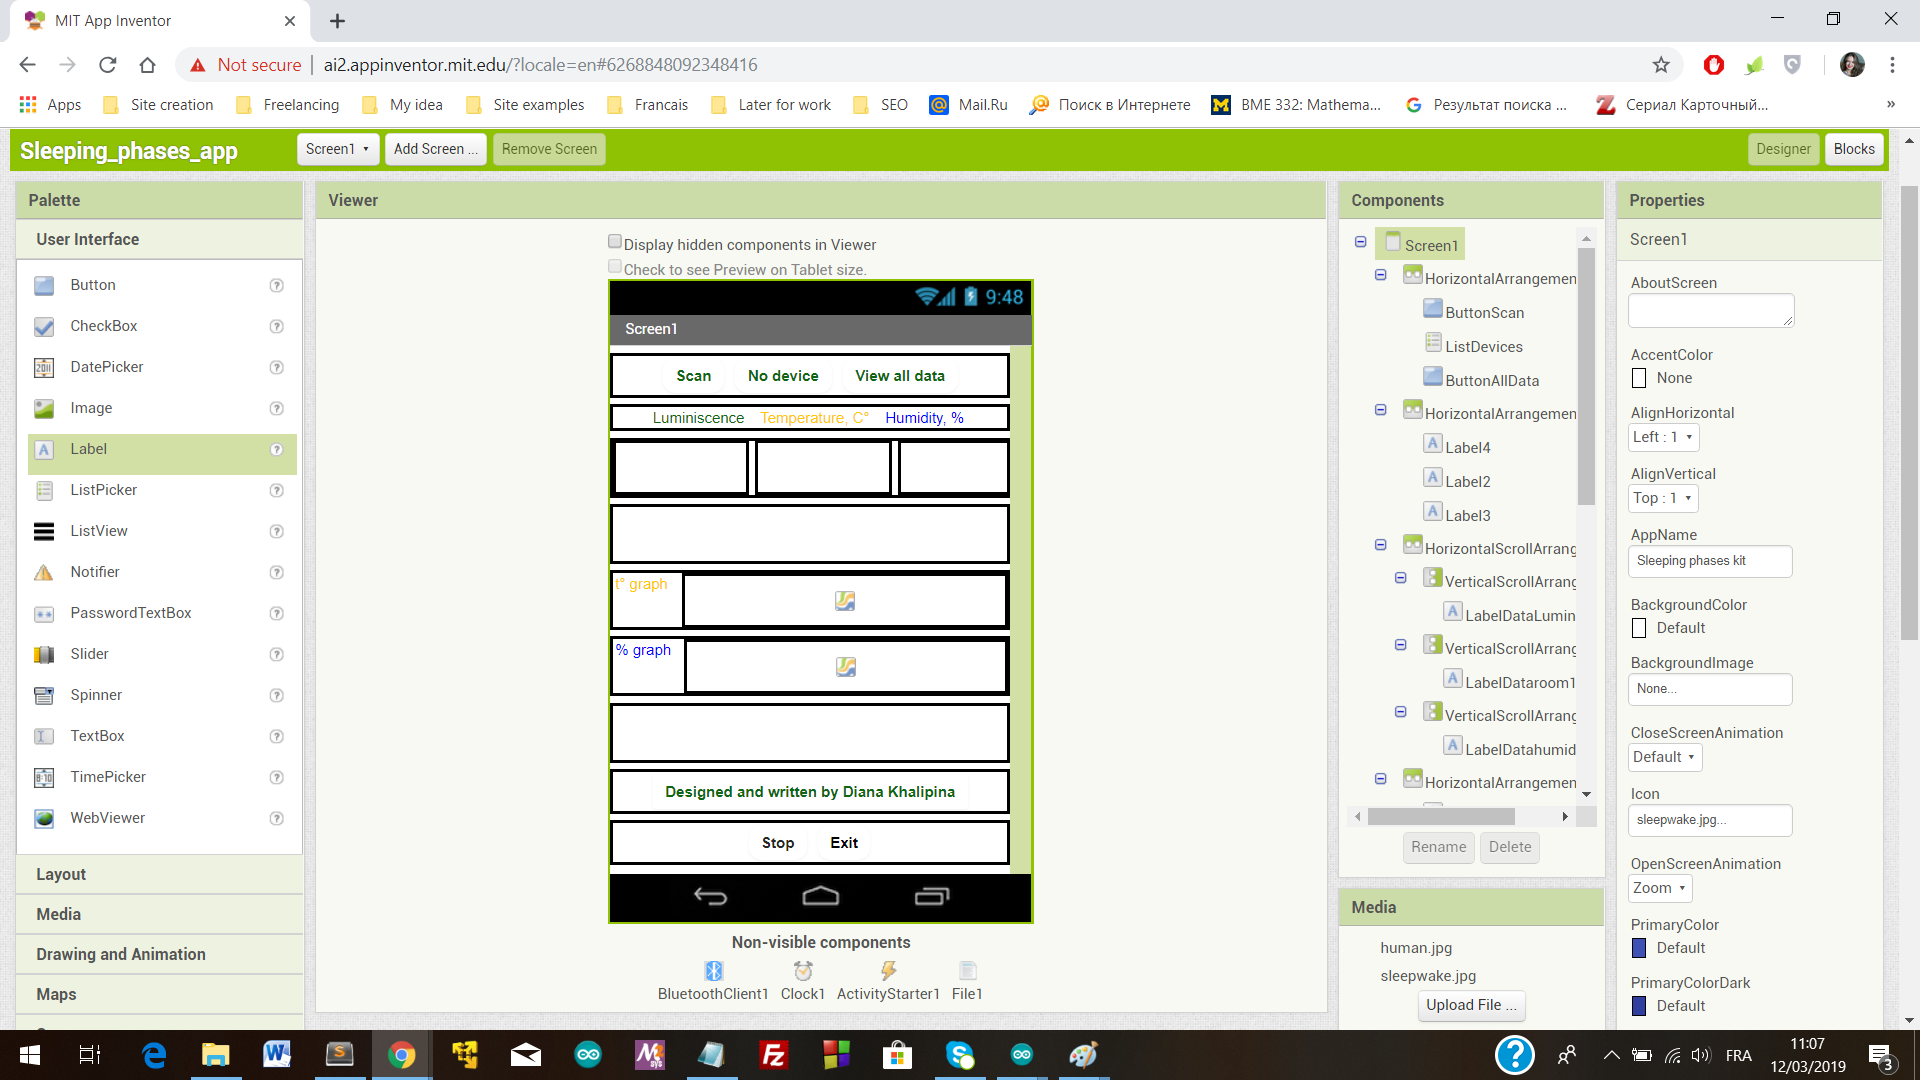 MIT App Inventor
Not secure | ai2.appinventor.mit.edu/?locale=en#6268848092348416
Apps Site creation Freelancing My idea Site examples Francais Later for work SEO Mail.Ru Поиск в Интернете BME 332: Mathema... Результат поиска ... Сериал Карточный... »
Sleeping_phases_app Screen1 Add Screen ... Remove Screen Designer Blocks
Palette
User Interface
Button
CheckBox
DatePicker
Image
Label
ListPicker
ListView
Notifier
PasswordTextBox
Slider
Spinner
TextBox
TimePicker
WebViewer
Layout
Media
Drawing and Animation
Maps
Viewer
Display hidden components in Viewer
Check to see Preview on Tablet size.
9:48
Screen1
Scan No device View all data
Luminiscence Temperature, C° Humidity, %
t° graph
% graph
Designed and written by Diana Khalipina
Stop Exit
Non-visible components
BluetoothClient1 Clock1 ActivityStarter1 File1
Components
Screen1
HorizontalArrangemen
ButtonScan
ListDevices
ButtonAllData
HorizontalArrangemen
Label4
Label2
Label3
HorizontalScrollArrang
VerticalScrollArrang
LabelDataLumin
VerticalScrollArrang
LabelDataroom1
VerticalScrollArrang
LabelDatahumid
HorizontalArrangemen
Rename Delete
Media
human.jpg
sleepwake.jpg
Upload File ...
Properties
Screen1
AboutScreen
AccentColor
None
AlignHorizontal
Left : 1
AlignVertical
Top : 1
AppName
Sleeping phases kit
BackgroundColor
Default
BackgroundImage
None...
CloseScreenAnimation
Default
Icon
sleepwake.jpg...
OpenScreenAnimation
Zoom
PrimaryColor
Default
PrimaryColorDark
Default
FRA
11:07
12/03/2019
3